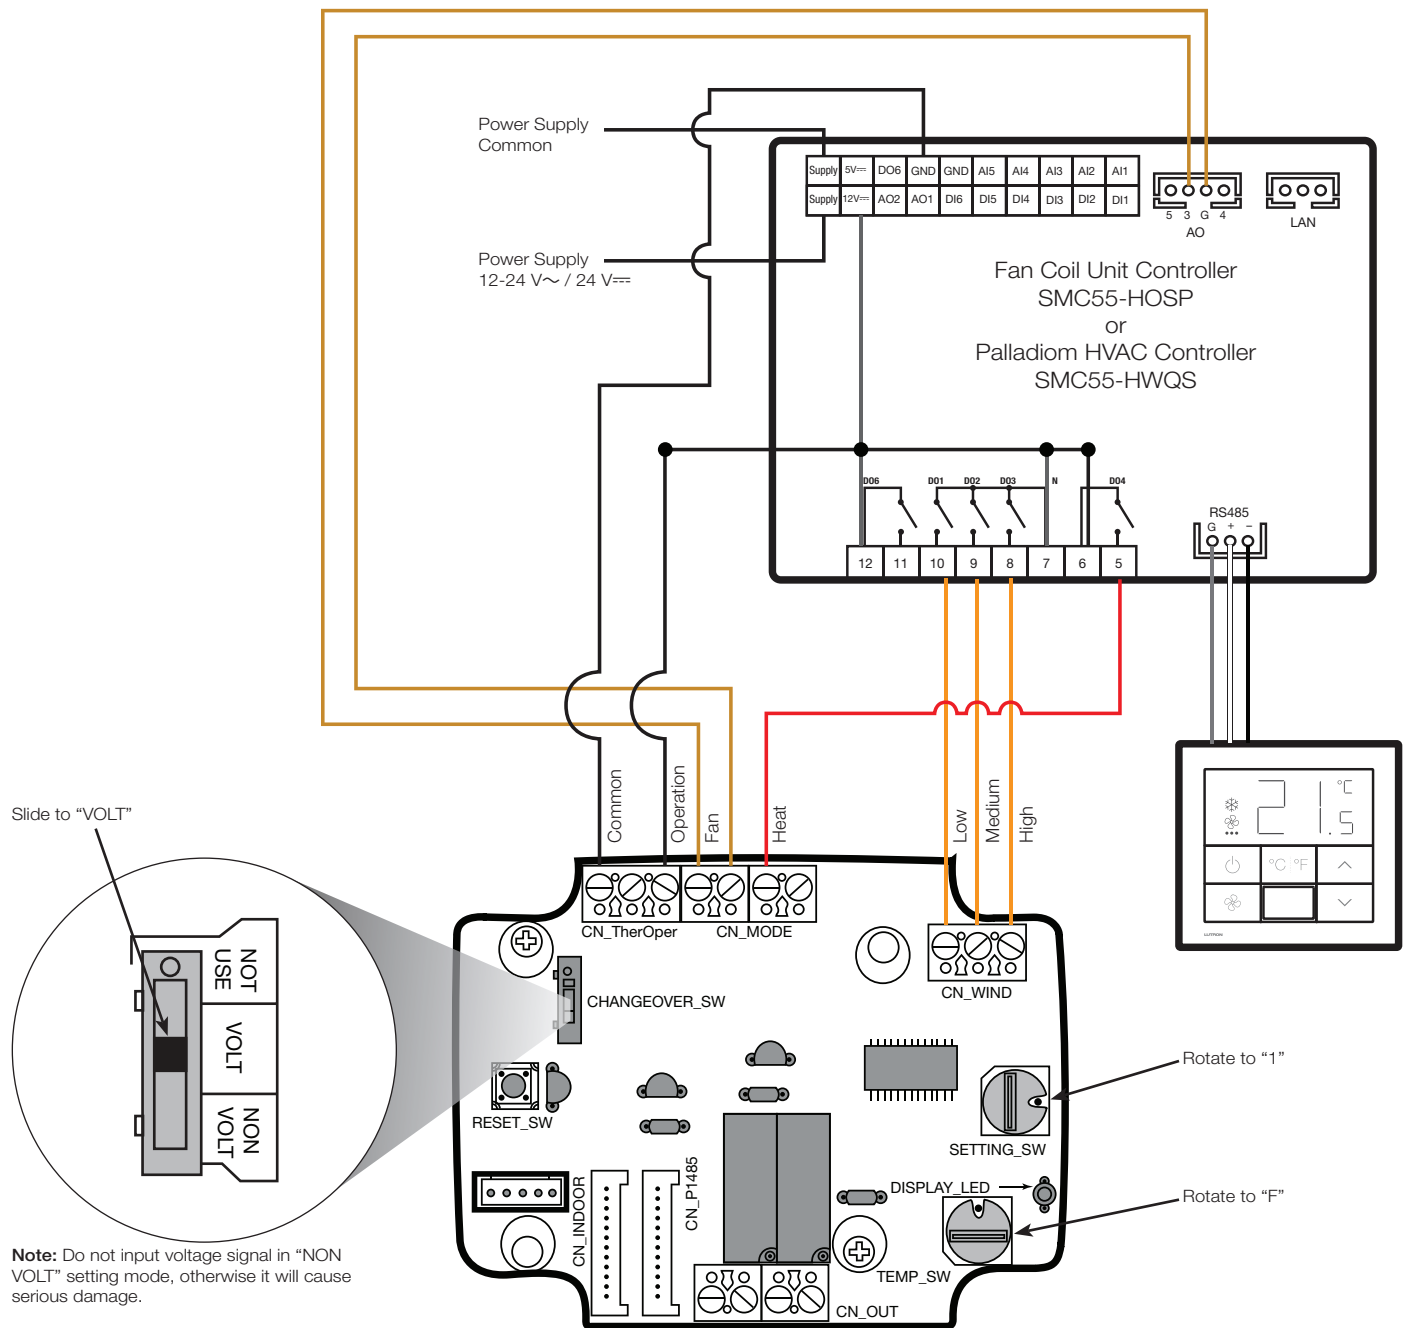 Power Supply
Common
Supply 5V⎓ DO6 GND GND AI5 AI4 AI3 AI2 AI1
Supply 12V⎓ AO2 AO1 DI6 DI5 DI4 DI3 DI2 DI1
5 3 G 4
AO
LAN
Power Supply
12-24 V～ / 24 V⎓
Fan Coil Unit Controller
SMC55-HOSP
or
Palladiom HVAC Controller
SMC55-HWQS
DO6 DO1 DO2 DO3 N DO4
12 11 10 9 8 7 6 5
RS485
G + −
Common
Operation
Fan
Heat
Low
Medium
High
21.5 °C
°C °F
LUTRON
Slide to “VOLT”
NOT
USE
VOLT
NON
VOLT
CN_TherOper
CN_MODE
CN_WIND
CHANGEOVER_SW
RESET_SW
Rotate to “1”
SETTING_SW
DISPLAY_LED
Rotate to “F”
CN_INDOOR
CN_P1485
TEMP_SW
CN_OUT
Note: Do not input voltage signal in “NON
VOLT” setting mode, otherwise it will cause
serious damage.